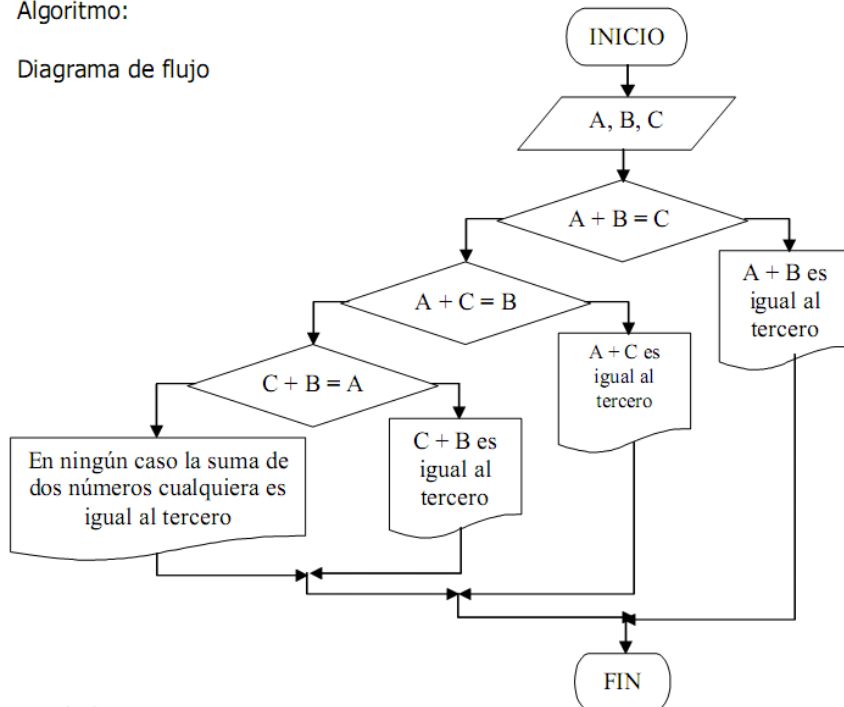 Algoritmo:
Diagrama de flujo
INICIO
A, B, C
A + B = C
A + B es
igual al
tercero
A + C = B
A + C es
igual al
tercero
C + B = A
C + B es
igual al
tercero
En ningún caso la suma de
dos números cualquiera es
igual al tercero
FIN